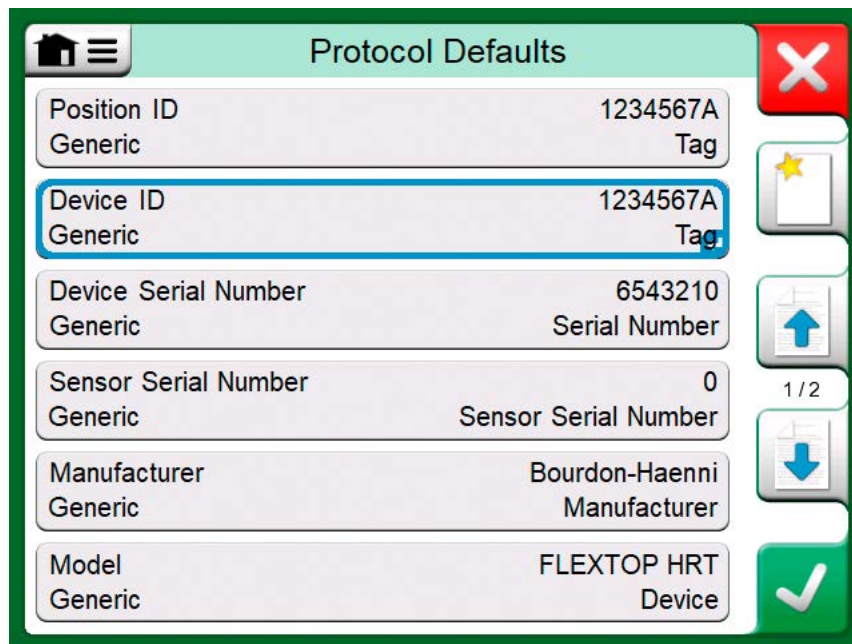 Protocol Defaults
Position ID 1234567A
Generic Tag
Device ID 1234567A
Generic Tag
Device Serial Number 6543210
Generic Serial Number
Sensor Serial Number 0
Generic Sensor Serial Number
1/2
Manufacturer Bourdon-Haenni
Generic Manufacturer
Model FLEXTOP HRT
Generic Device